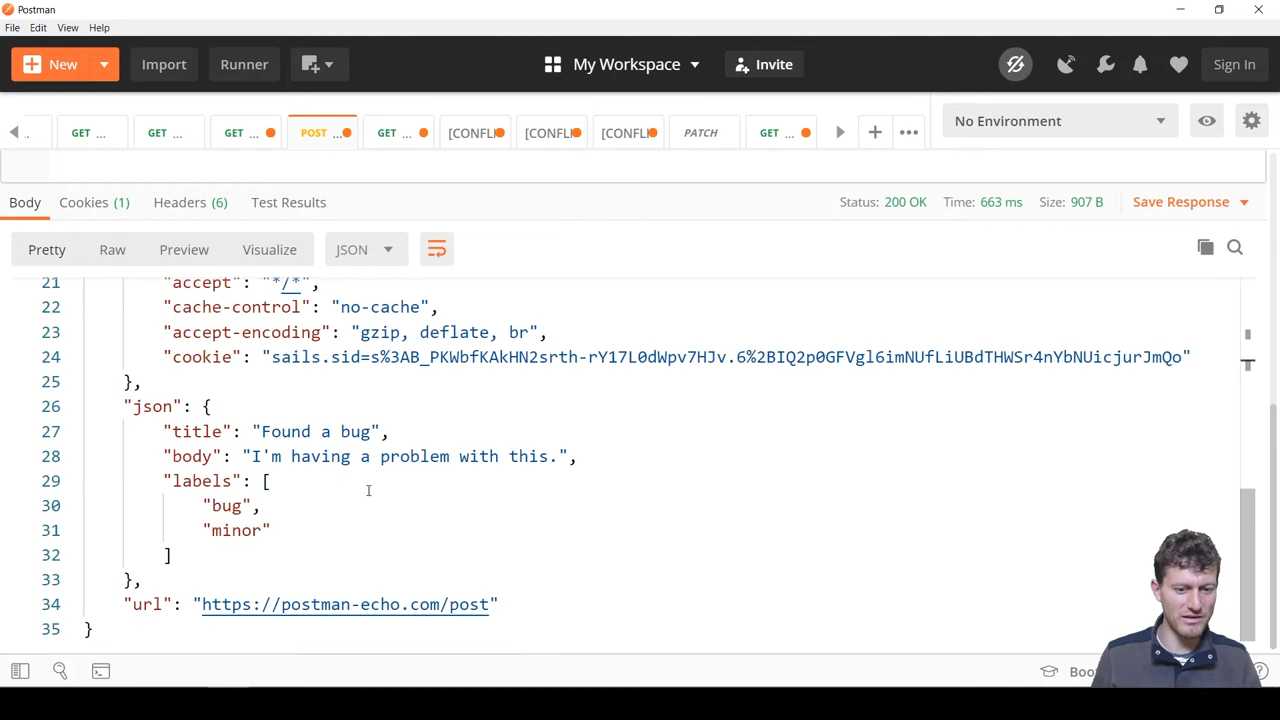 Postman
File Edit View Help
New Import Runner My Workspace Invite Sign In
GET ... GET ... GET ... POST ... GET ... [CONFLI [CONFLI [CONFLI PATCH GET ... No Environment
Body Cookies (1) Headers (6) Test Results Status: 200 OK Time: 663 ms Size: 907 B Save Response
Pretty Raw Preview Visualize JSON
21 "accept": "*/*",
22 "cache-control": "no-cache",
23 "accept-encoding": "gzip, deflate, br",
24 "cookie": "sails.sid=s%3AB_PKWbfKAkHN2srth-rY17L0dWpv7HJv.6%2BIQ2p0GFVgl6imNUfLiUBdTHWSr4nYbNUicjurJmQo"
25 },
26 "json": {
27 "title": "Found a bug",
28 "body": "I'm having a problem with this.",
29 "labels": [
30 "bug",
31 "minor"
32 ]
33 },
34 "url": "https://postman-echo.com/post"
35 }
Boo